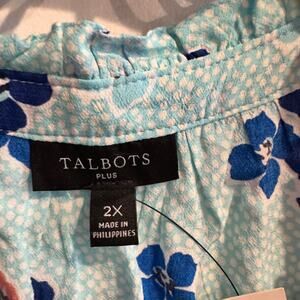 TALBOTS
PLUS
2X
MADE IN
PHILIPPINES